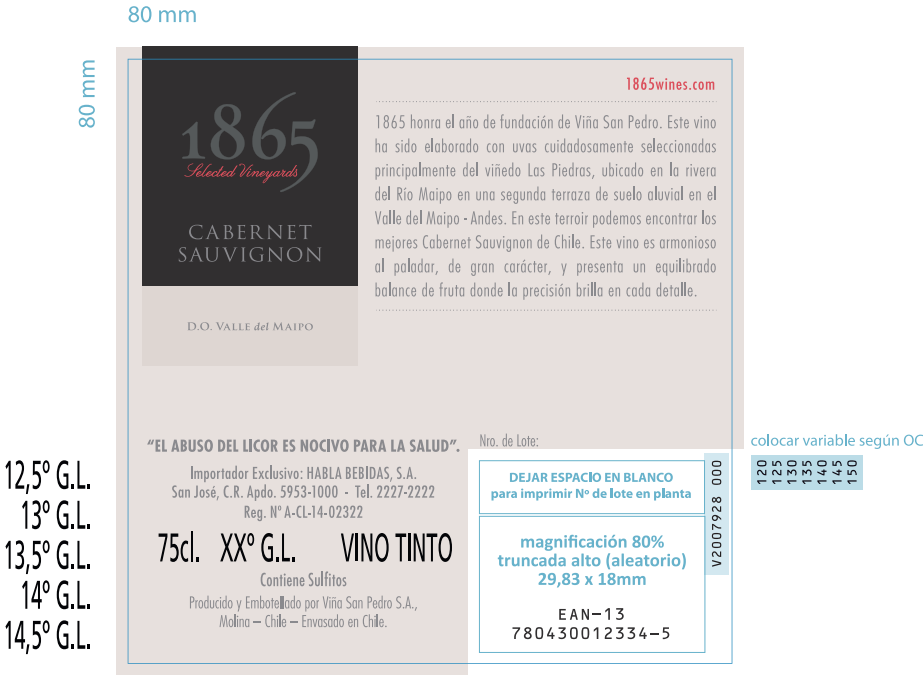 80 mm
80 mm
1865
Selected Vineyards
CABERNET
SAUVIGNON
D.O. VALLE del MAIPO
1865wines.com
1865 honra el año de fundación de Viña San Pedro. Este vino
ha sido elaborado con uvas cuidadosamente seleccionadas
principalmente del viñedo Las Piedras, ubicado en la rivera
del Río Maipo en una segunda terraza de suelo aluvial en el
Valle del Maipo - Andes. En este terroir podemos encontrar los
mejores Cabernet Sauvignon de Chile. Este vino es armonioso
al paladar, de gran carácter, y presenta un equilibrado
balance de fruta donde la precisión brilla en cada detalle.
"EL ABUSO DEL LICOR ES NOCIVO PARA LA SALUD".
Importador Exclusivo: HABLA BEBIDAS, S.A.
San José, C.R. Apdo. 5953-1000 - Tel. 2227-2222
Reg. Nº A-CL-14-02322
75cl. XXº G.L. VINO TINTO
Contiene Sulfitos
Producido y Embotellado por Viña San Pedro S.A.,
Molina – Chile – Envasado en Chile.
12,5º G.L.
13º G.L.
13,5º G.L.
14º G.L.
14,5º G.L.
Nro. de Lote:
DEJAR ESPACIO EN BLANCO
para imprimir Nº de lote en planta
magnificación 80%
truncada alto (aleatorio)
29,83 x 18mm
EAN-13
780430012334-5
V2007928 000
colocar variable según OC
120
125
130
135
140
145
150